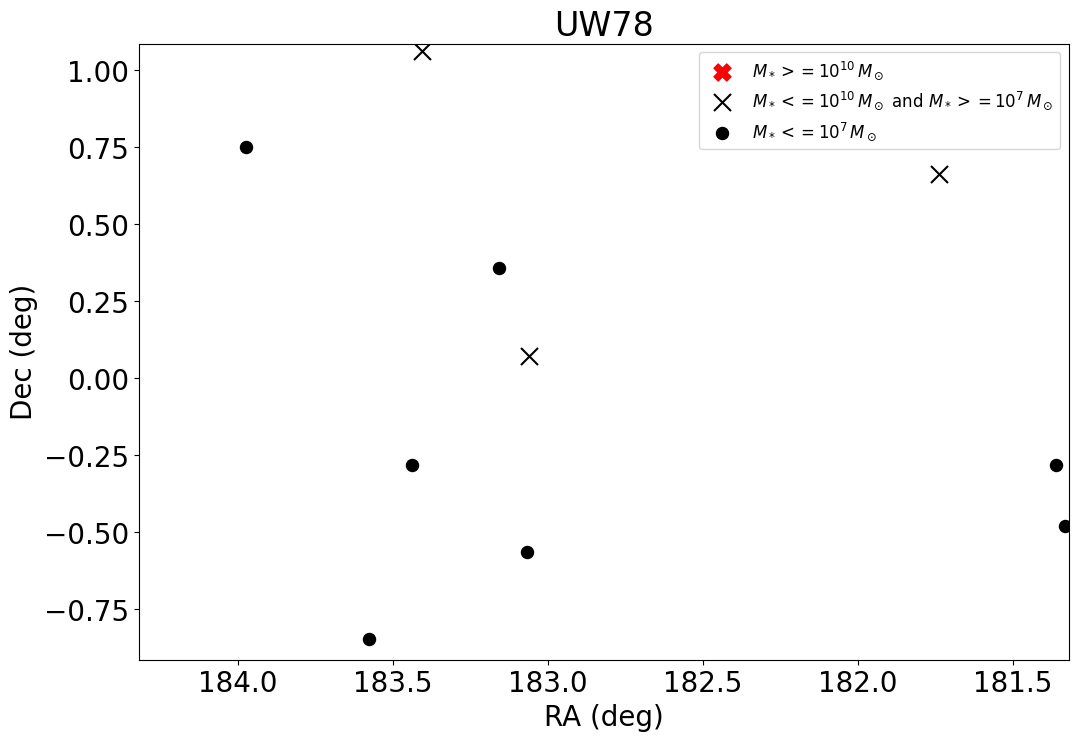 UW78
M* >= 10^10 M⊙
M* <= 10^10 M⊙ and M* >= 10^7 M⊙
M* <= 10^7 M⊙
1.00
0.75
0.50
0.25
0.00
−0.25
−0.50
−0.75
Dec (deg)
184.0 183.5 183.0 182.5 182.0 181.5
RA (deg)